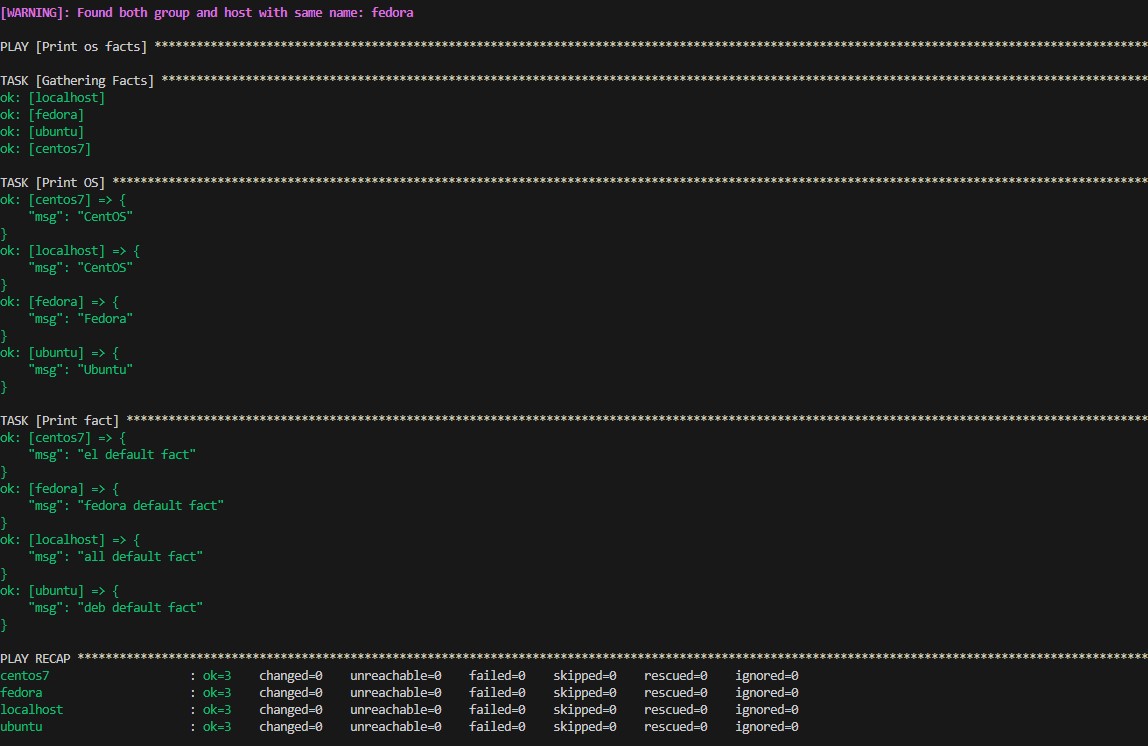 [WARNING]: Found both group and host with same name: fedora
PLAY [Print os facts] ***********************************************************************************************************************************************
TASK [Gathering Facts] **********************************************************************************************************************************************
ok: [localhost]
ok: [fedora]
ok: [ubuntu]
ok: [centos7]
TASK [Print OS] *****************************************************************************************************************************************************
ok: [centos7] => {
    "msg": "CentOS"
}
ok: [localhost] => {
    "msg": "CentOS"
}
ok: [fedora] => {
    "msg": "Fedora"
}
ok: [ubuntu] => {
    "msg": "Ubuntu"
}
TASK [Print fact] ***************************************************************************************************************************************************
ok: [centos7] => {
    "msg": "el default fact"
}
ok: [fedora] => {
    "msg": "fedora default fact"
}
ok: [localhost] => {
    "msg": "all default fact"
}
ok: [ubuntu] => {
    "msg": "deb default fact"
}
PLAY RECAP **********************************************************************************************************************************************************
centos7                    : ok=3    changed=0    unreachable=0    failed=0    skipped=0    rescued=0    ignored=0
fedora                     : ok=3    changed=0    unreachable=0    failed=0    skipped=0    rescued=0    ignored=0
localhost                  : ok=3    changed=0    unreachable=0    failed=0    skipped=0    rescued=0    ignored=0
ubuntu                     : ok=3    changed=0    unreachable=0    failed=0    skipped=0    rescued=0    ignored=0